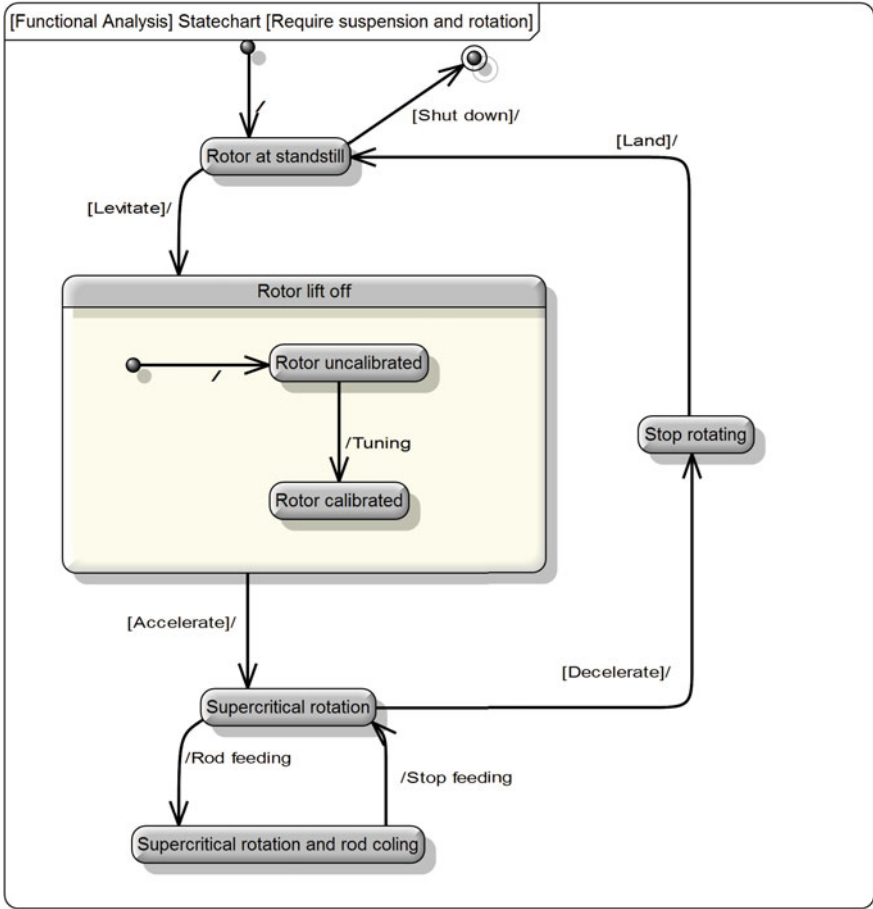 [Functional Analysis] Statechart [Require suspension and rotation]
/
[Shut down]/
Rotor at standstill
[Land]/
[Levitate]/
Rotor lift off
Rotor uncalibrated
/
/Tuning
Stop rotating
Rotor calibrated
[Accelerate]/
[Decelerate]/
Supercritical rotation
/Rod feeding
/Stop feeding
Supercritical rotation and rod coling